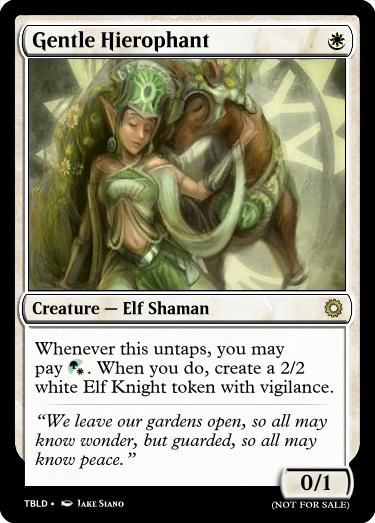 Gentle Hierophant
Creature — Elf Shaman
Whenever this untaps, you may
pay . When you do, create a 2/2
white Elf Knight token with vigilance.
“We leave our gardens open, so all may
know wonder, but guarded, so all may
know peace.”
0/1
TBLD • Jake Siano
(NOT FOR SALE)